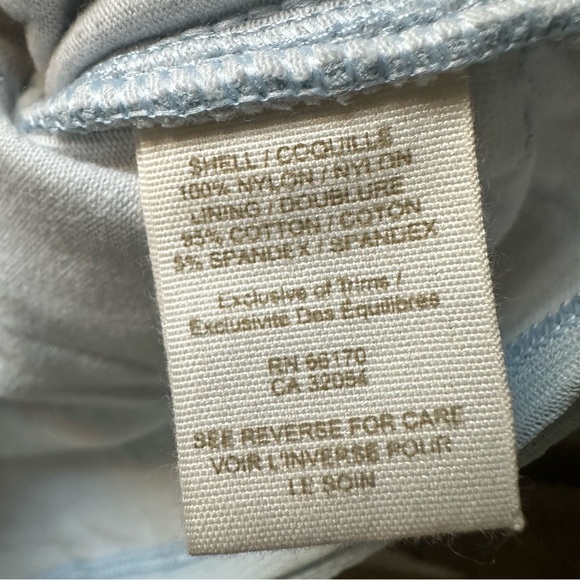 SHELL / COQUILLE
100% NYLON / NYLON
LINING / DOUBLURE
95% COTTON / COTON
5% SPANDEX / SPANDEX
Exclusive of Trims /
Exclusivite Des Équilibres
RN 66170
CA 32054
SEE REVERSE FOR CARE
VOIR L'INVERSE POUR
LE SOIN